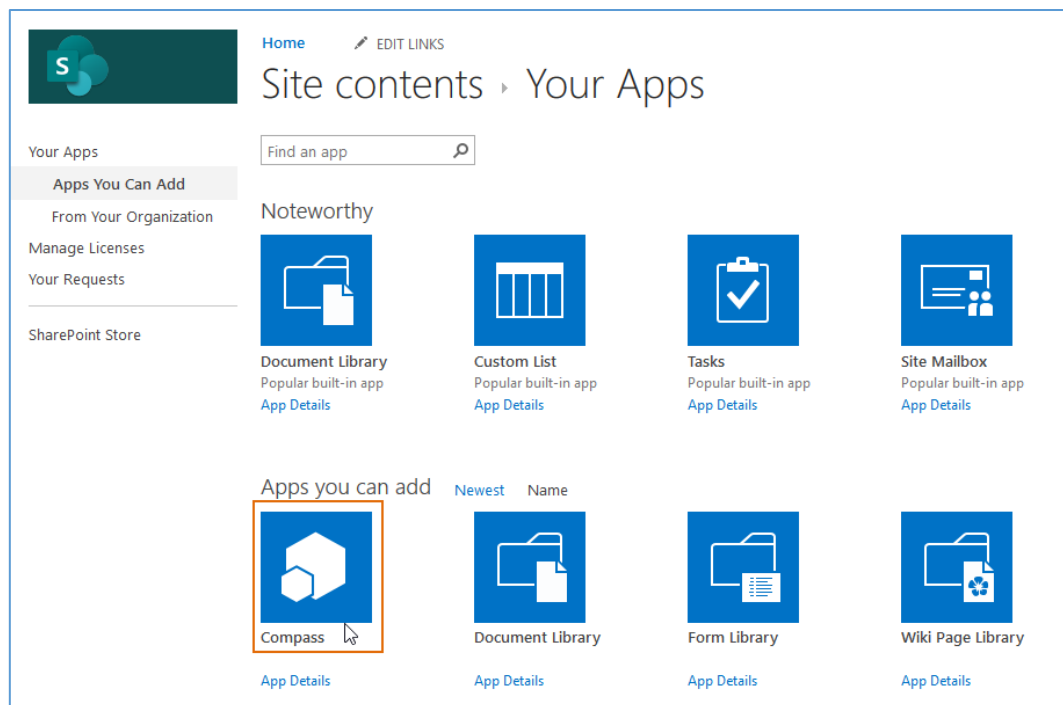 S
Home
EDIT LINKS
Site contents › Your Apps
Find an app
Your Apps
Apps You Can Add
From Your Organization
Manage Licenses
Your Requests
SharePoint Store
Noteworthy
Document Library
Popular built-in app
App Details
Custom List
Popular built-in app
App Details
Tasks
Popular built-in app
App Details
Site Mailbox
Popular built-in app
App Details
Apps you can add Newest Name
Compass
App Details
Document Library
App Details
Form Library
App Details
Wiki Page Library
App Details